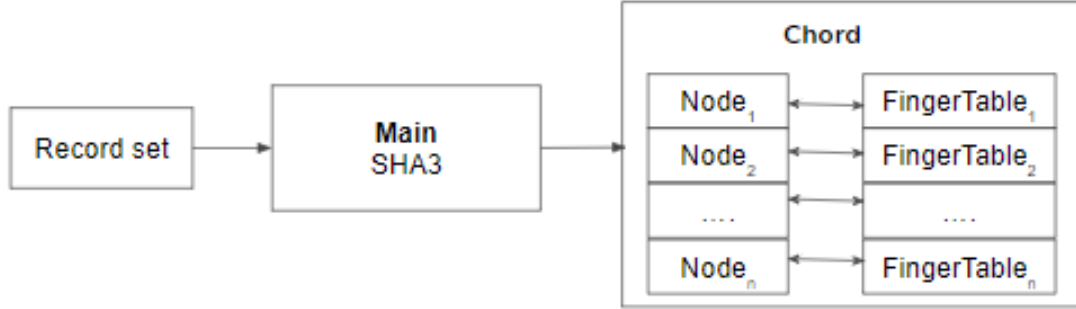 Chord
Record set
Main
SHA3
Node1
FingerTable1
Node2
FingerTable2
....
....
Noden
FingerTablen